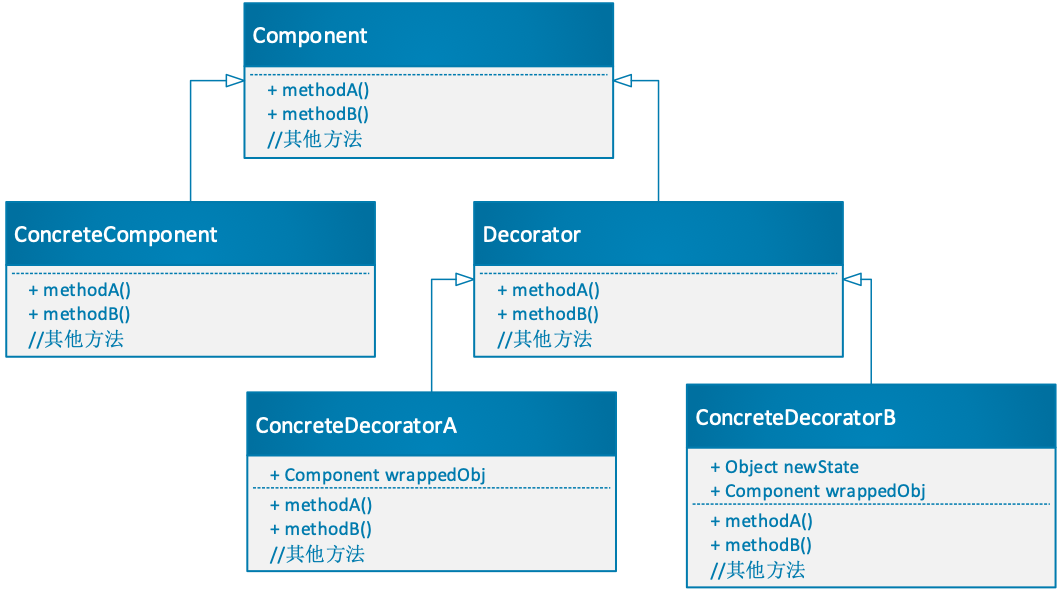 Component
+ methodA()
+ methodB()
//其他方法
ConcreteComponent
+ methodA()
+ methodB()
//其他方法
Decorator
+ methodA()
+ methodB()
//其他方法
ConcreteDecoratorA
+ Component wrappedObj
+ methodA()
+ methodB()
//其他方法
ConcreteDecoratorB
+ Object newState
+ Component wrappedObj
+ methodA()
+ methodB()
//其他方法